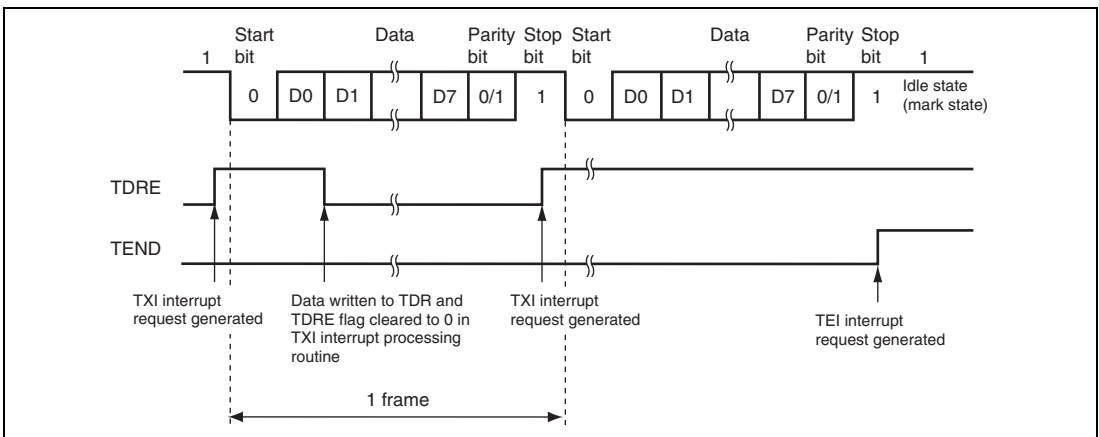 Start Data Parity Stop Start Data Parity Stop
1 bit bit bit bit bit bit 1
0 D0 D1 D7 0/1 1 0 D0 D1 D7 0/1 1 Idle state
(mark state)
TDRE
TEND
TXI interrupt
request generated
Data written to TDR and
TDRE flag cleared to 0 in
TXI interrupt processing
routine
TXI interrupt
request generated
TEI interrupt
request generated
1 frame